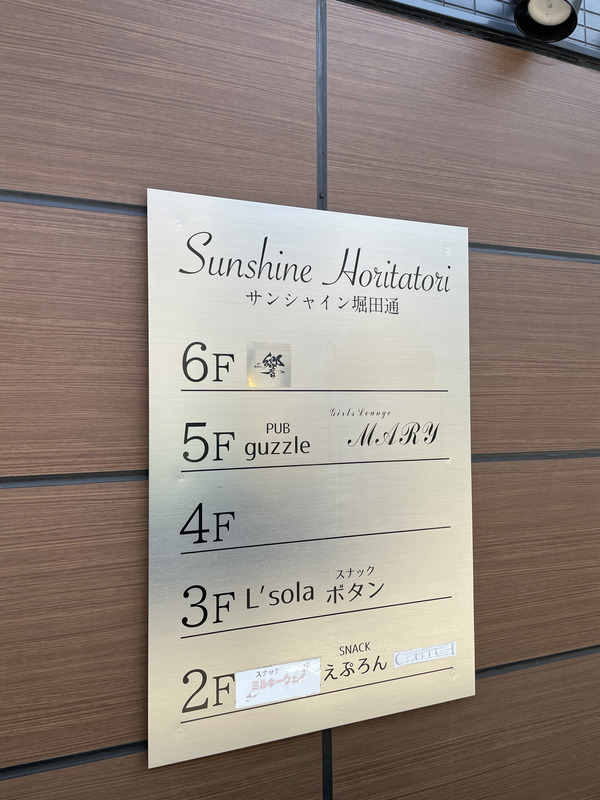 Sunshine Horitatori
サンシャイン堀田通
6F 響
5F PUB guzzle Girls Lounge MARY
4F
3F L'sola スナック ボタン
2F スナック ミルキーウェイ SNACK えぷろん